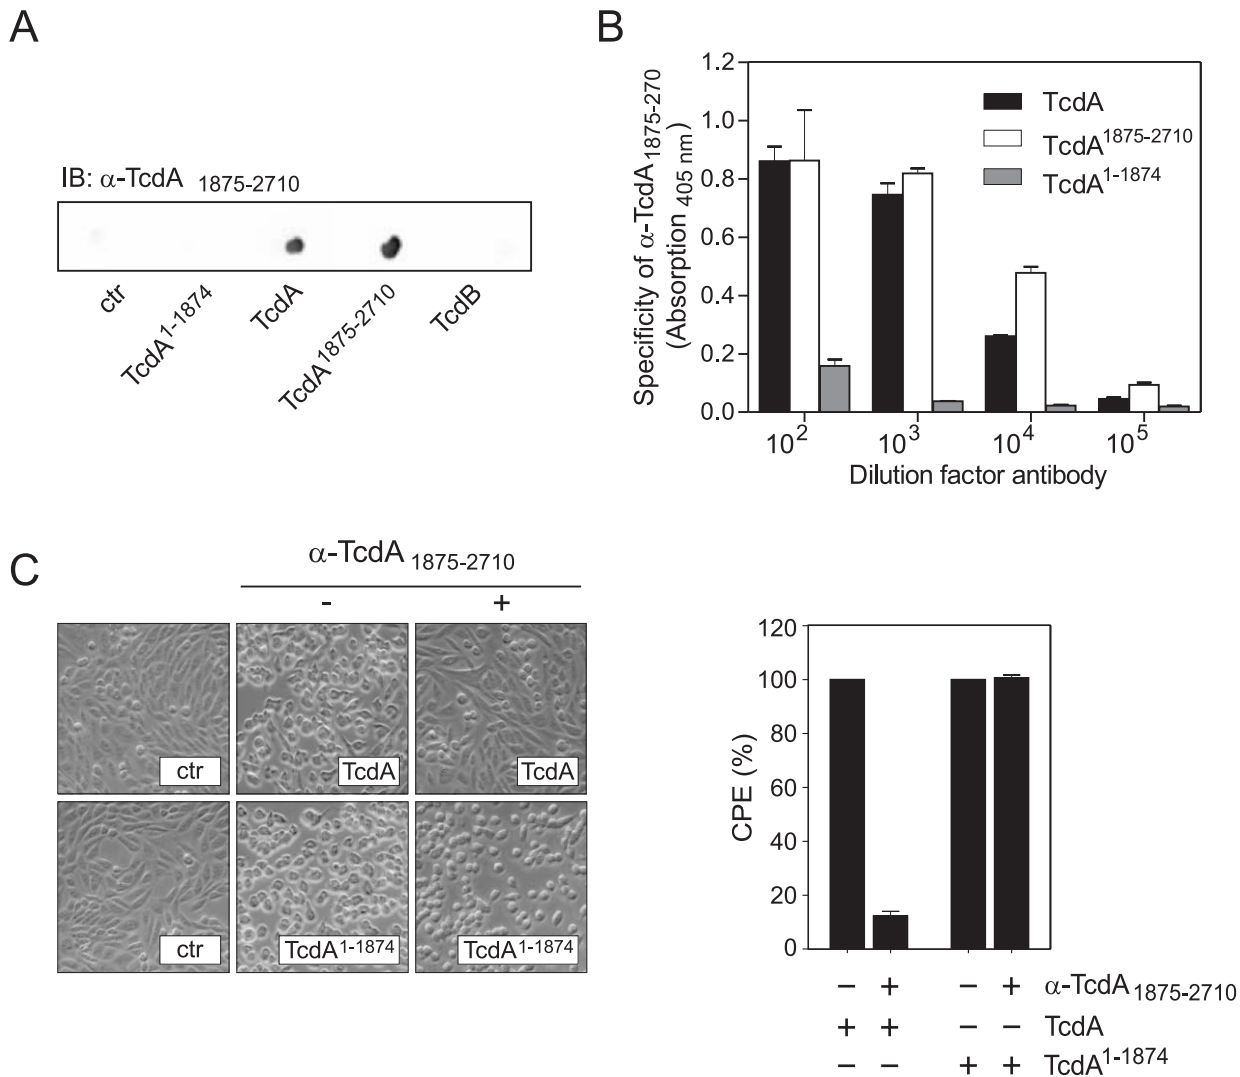 A
IB: α-TcdA 1875-2710
ctr
TcdA1-1874
TcdA
TcdA1875-2710
TcdB
B
Specificity of α-TcdA1875-270
(Absorption 405 nm)
1.2
1.0
0.8
0.6
0.4
0.2
0.0
TcdA
TcdA1875-2710
TcdA1-1874
10² 10³ 10⁴ 10⁵
Dilution factor antibody
C
α-TcdA 1875-2710
- +
ctr TcdA TcdA
ctr TcdA1-1874 TcdA1-1874
CPE (%)
120
100
80
60
40
20
0
− + − + α-TcdA 1875-2710
+ + − − TcdA
− − + + TcdA1-1874